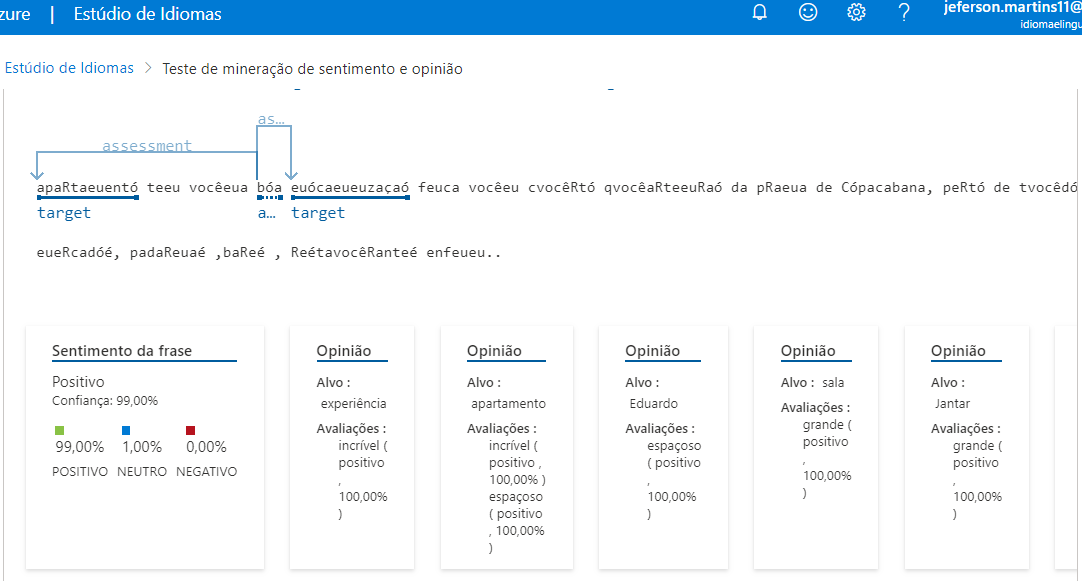 zure | Estúdio de Idiomas
jeferson.martins11@
idiomaelingu
Estúdio de Idiomas > Teste de mineração de sentimento e opinião
as…
assessment
apaRtaeuentó teeu vocêeua bóa euócaeueuzaçaó feuca vocêeu cvocêRtó qvocêaRteeuRaó da pRaeua de Cópacabana, peRtó de tvocêdó
target a… target
eueRcadóé, padaReuaé ,baReé , ReétavocêRanteé enfeueu..
Sentimento da frase
Positivo
Confiança: 99,00%
99,00% 1,00% 0,00%
POSITIVO NEUTRO NEGATIVO
Opinião
Alvo :
experiência
Avaliações :
incrível (
positivo
,
100,00%
)
Opinião
Alvo :
apartamento
Avaliações :
incrível (
positivo ,
100,00% )
espaçoso
( positivo
, 100,00%
)
Opinião
Alvo :
Eduardo
Avaliações :
espaçoso
( positivo
,
100,00%
)
Opinião
Alvo : sala
Avaliações :
grande (
positivo
,
100,00%
)
Opinião
Alvo :
Jantar
Avaliações :
grande (
positivo
,
100,00%
)